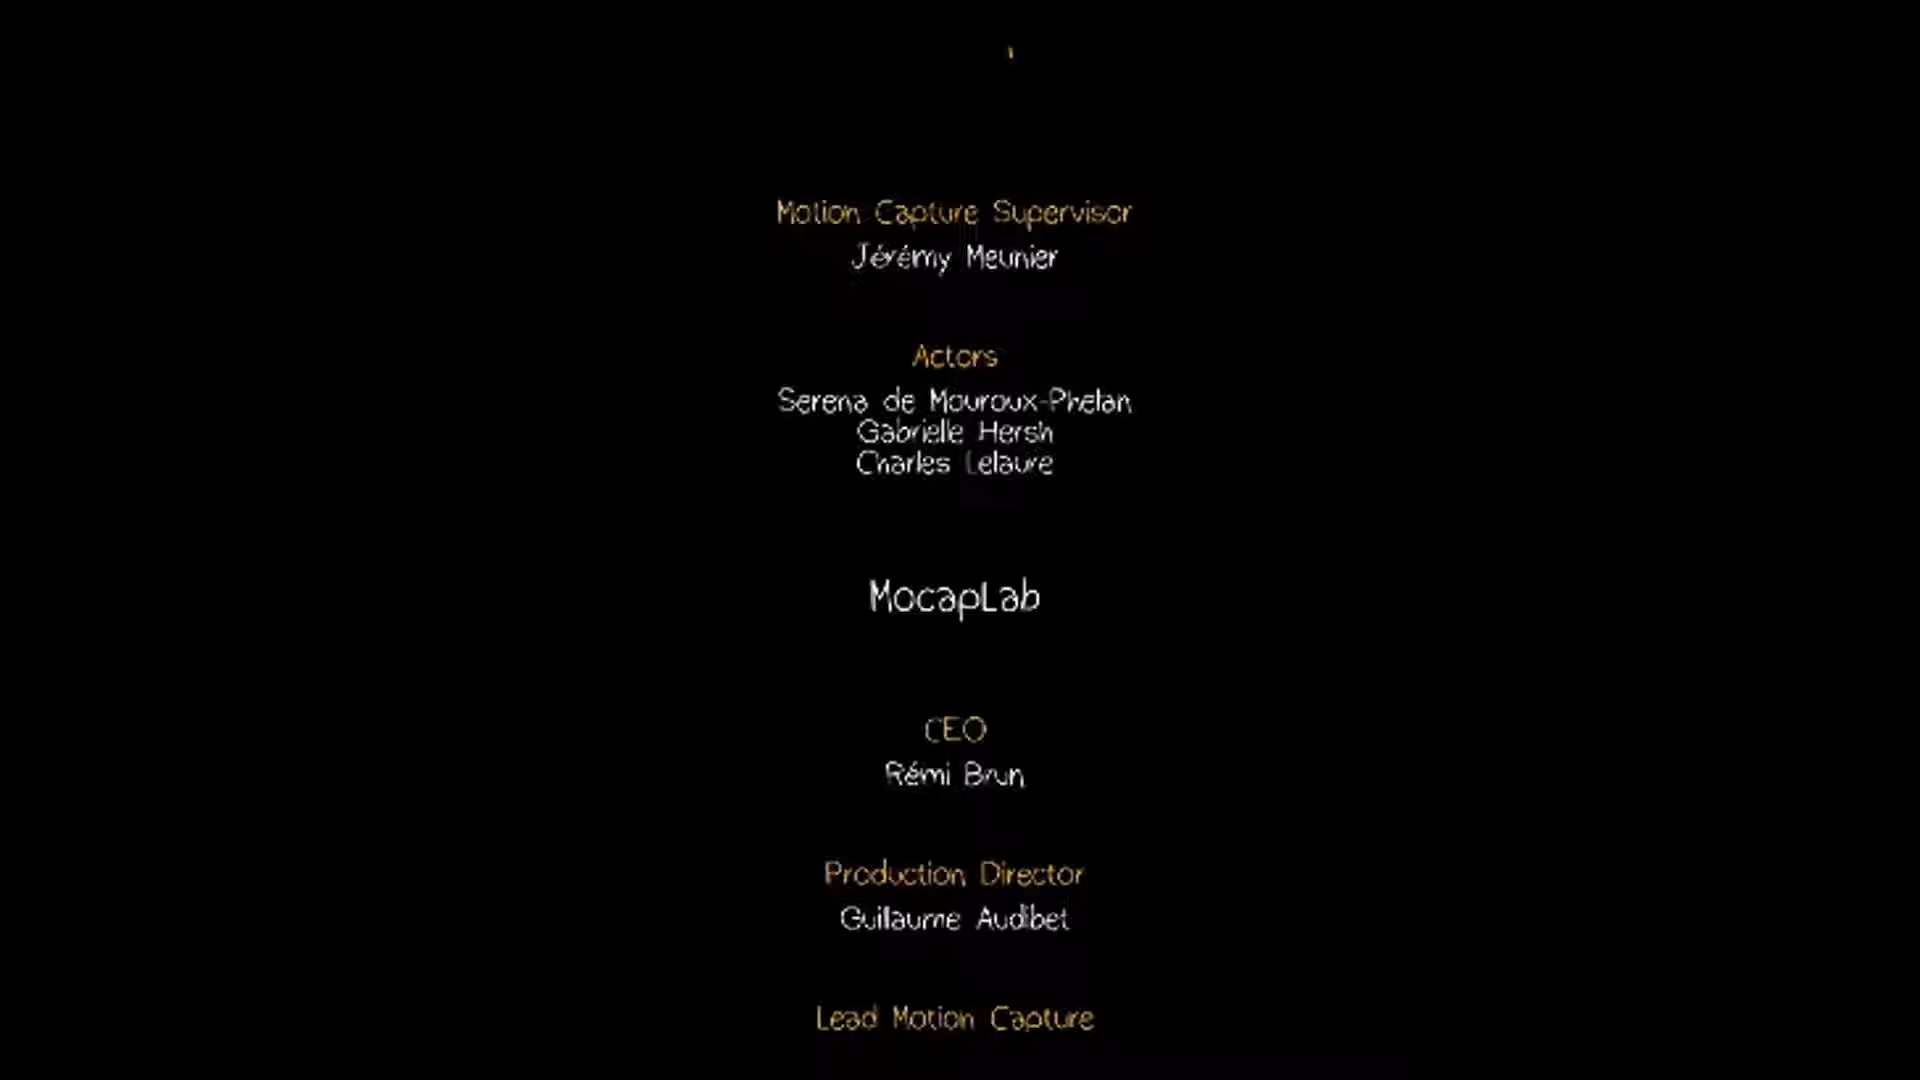 Motion Capture Supervisor
Jérémy Meunier
Actors
Serena de Mouroux-Phelan
Gabrielle Hersh
Charles Lelaure
MocapLab
CEO
Rémi Brun
Production Director
Guillaume Audibet
Lead Motion Capture